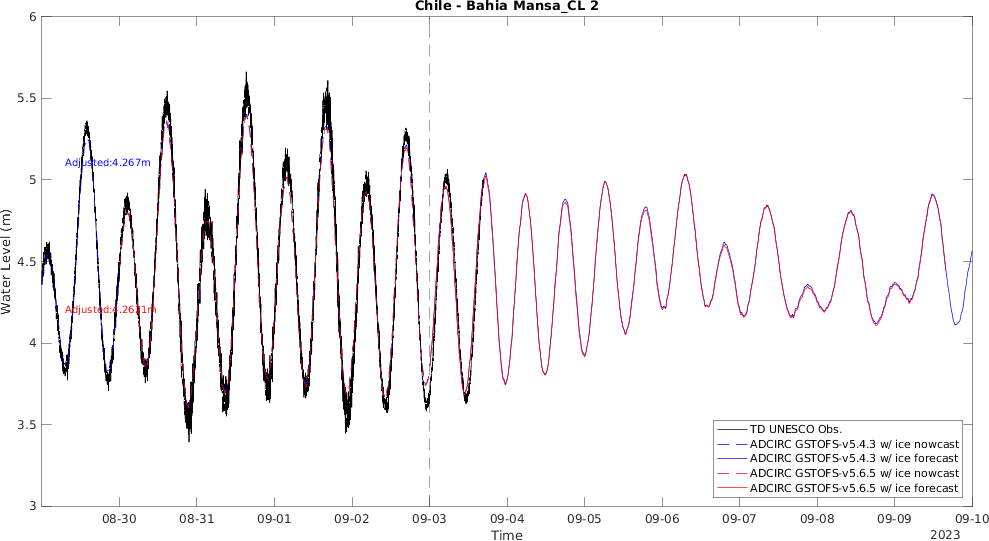 Chile - Bahia Mansa_CL 2
6
5.5
5
4.5
4
3.5
3
Water Level (m)
Adjusted:4.267m
Adjusted:4.2631m
TD UNESCO Obs.
ADCIRC GSTOFS-v5.4.3 w/ ice nowcast
ADCIRC GSTOFS-v5.4.3 w/ ice forecast
ADCIRC GSTOFS-v5.6.5 w/ ice nowcast
ADCIRC GSTOFS-v5.6.5 w/ ice forecast
08-30 08-31 09-01 09-02 09-03 09-04 09-05 09-06 09-07 09-08 09-09 09-10
Time
2023